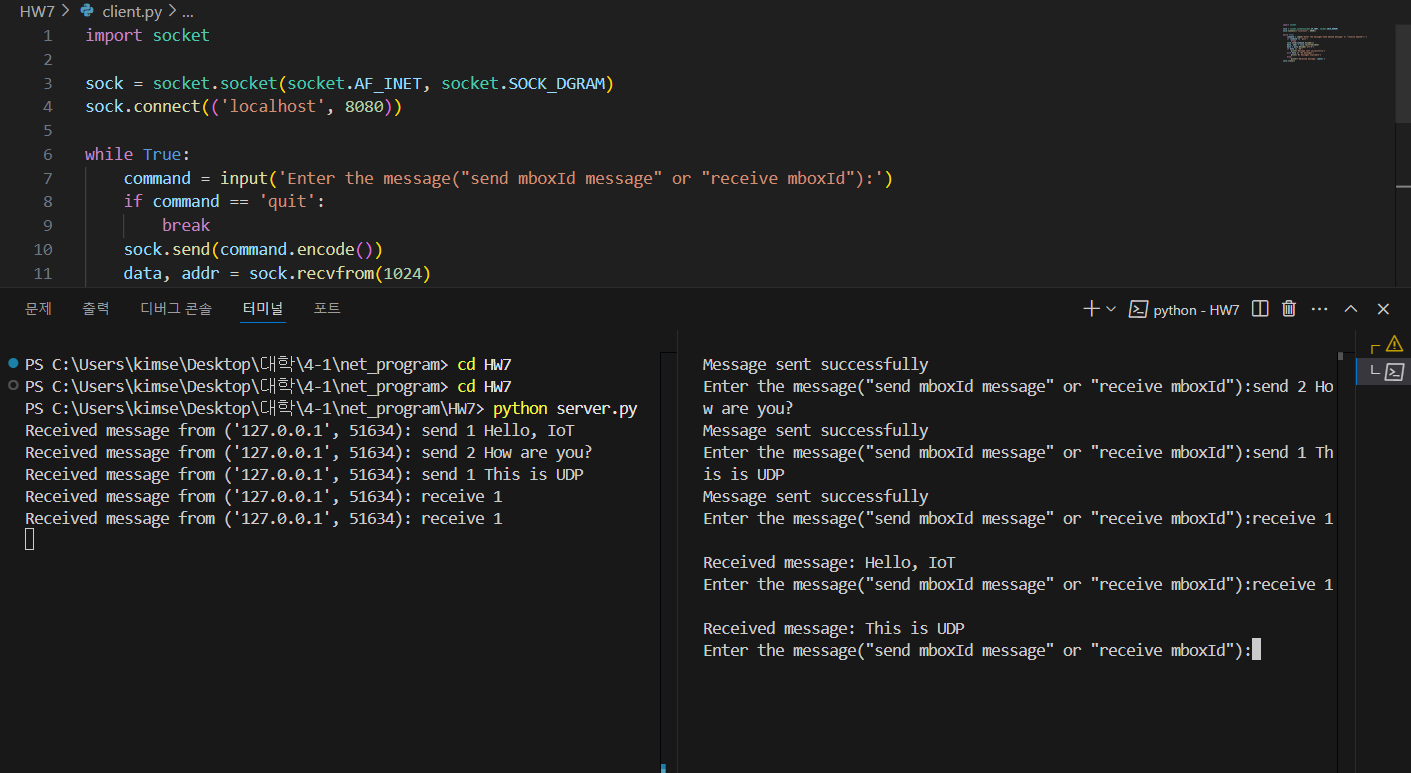 HW7 > client.py > ...
1 import socket
2
3 sock = socket.socket(socket.AF_INET, socket.SOCK_DGRAM)
4 sock.connect(('localhost', 8080))
5
6 while True:
7 command = input('Enter the message("send mboxId message" or "receive mboxId"):')
8 if command == 'quit':
9 break
10 sock.send(command.encode())
11 data, addr = sock.recvfrom(1024)
문제 출력 디버그 콘솔 터미널 포트
python - HW7
PS C:\Users\kimse\Desktop\대학\4-1\net_program> cd HW7
PS C:\Users\kimse\Desktop\대학\4-1\net_program> cd HW7
PS C:\Users\kimse\Desktop\대학\4-1\net_program\HW7> python server.py
Received message from ('127.0.0.1', 51634): send 1 Hello, IoT
Received message from ('127.0.0.1', 51634): send 2 How are you?
Received message from ('127.0.0.1', 51634): send 1 This is UDP
Received message from ('127.0.0.1', 51634): receive 1
Received message from ('127.0.0.1', 51634): receive 1
Message sent successfully
Enter the message("send mboxId message" or "receive mboxId"):send 2 Ho
w are you?
Message sent successfully
Enter the message("send mboxId message" or "receive mboxId"):send 1 Th
is is UDP
Message sent successfully
Enter the message("send mboxId message" or "receive mboxId"):receive 1
Received message: Hello, IoT
Enter the message("send mboxId message" or "receive mboxId"):receive 1
Received message: This is UDP
Enter the message("send mboxId message" or "receive mboxId"):